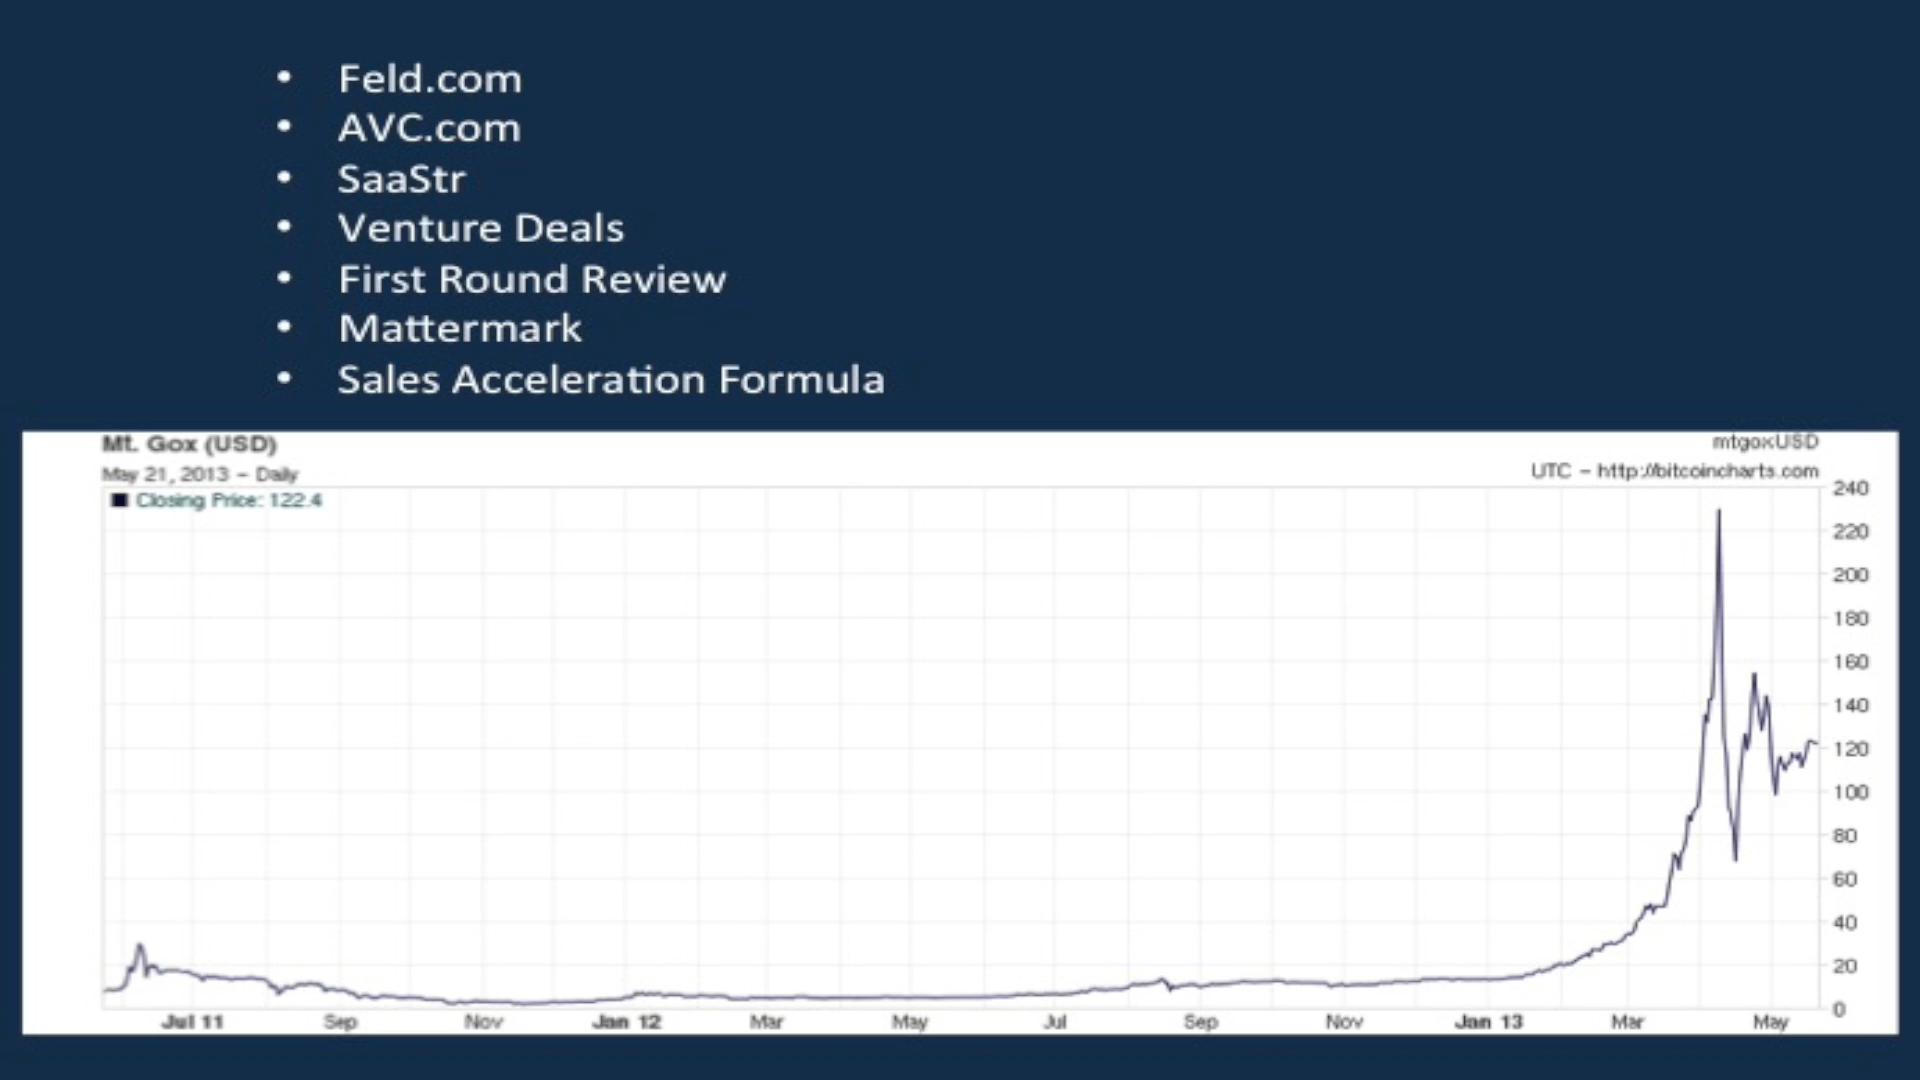 • Feld.com
• AVC.com
• SaaStr
• Venture Deals
• First Round Review
• Mattermark
• Sales Acceleration Formula
Mt. Gox (USD)
mtgoxUSD
May 21, 2013 – Daily
UTC – http://bitcoincharts.com
Closing Price: 122.4
240
220
200
180
160
140
120
100
80
60
40
20
0
Jul 11 Sep Nov Jan 12 Mar May Jul Sep Nov Jan 13 Mar May